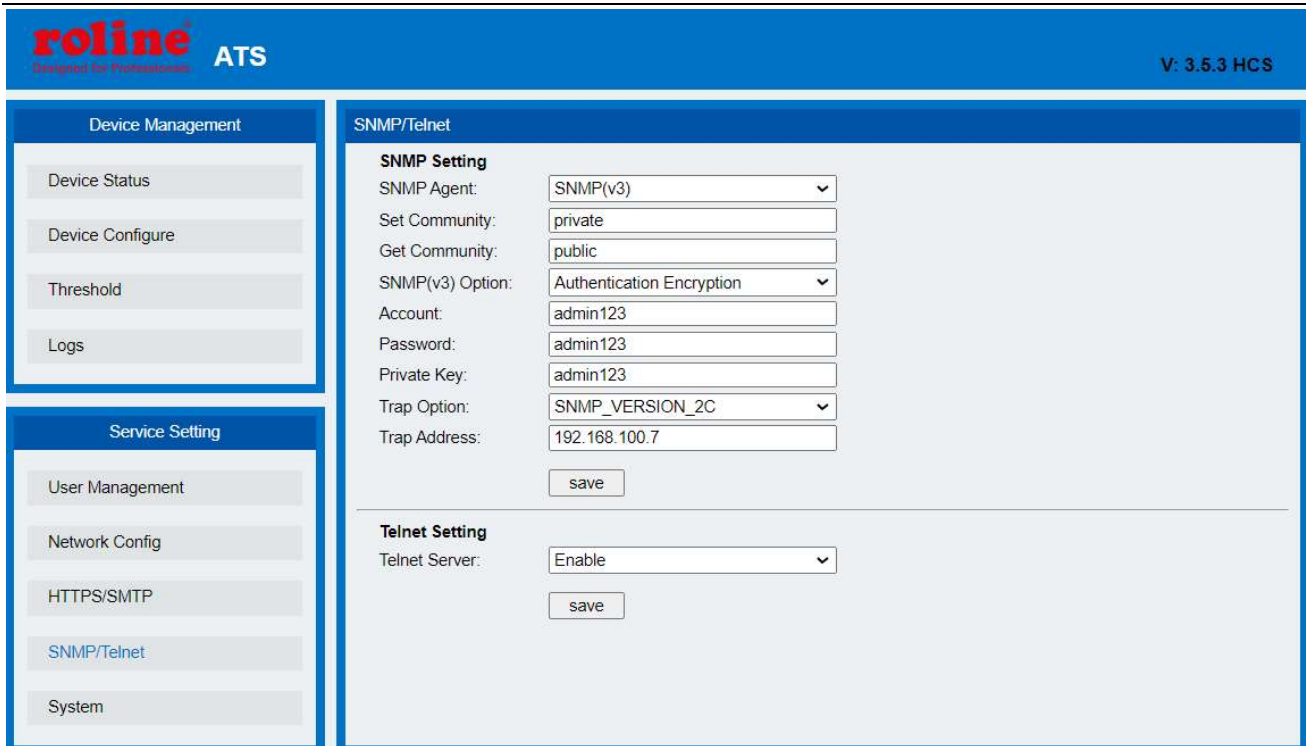 roline®
Designed for Professionals
ATS
V: 3.5.3 HCS
Device Management
Device Status
Device Configure
Threshold
Logs
Service Setting
User Management
Network Config
HTTPS/SMTP
SNMP/Telnet
System
SNMP/Telnet
SNMP Setting
SNMP Agent: SNMP(v3)
Set Community: private
Get Community: public
SNMP(v3) Option: Authentication Encryption
Account: admin123
Password: admin123
Private Key: admin123
Trap Option: SNMP_VERSION_2C
Trap Address: 192.168.100.7
save
Telnet Setting
Telnet Server: Enable
save